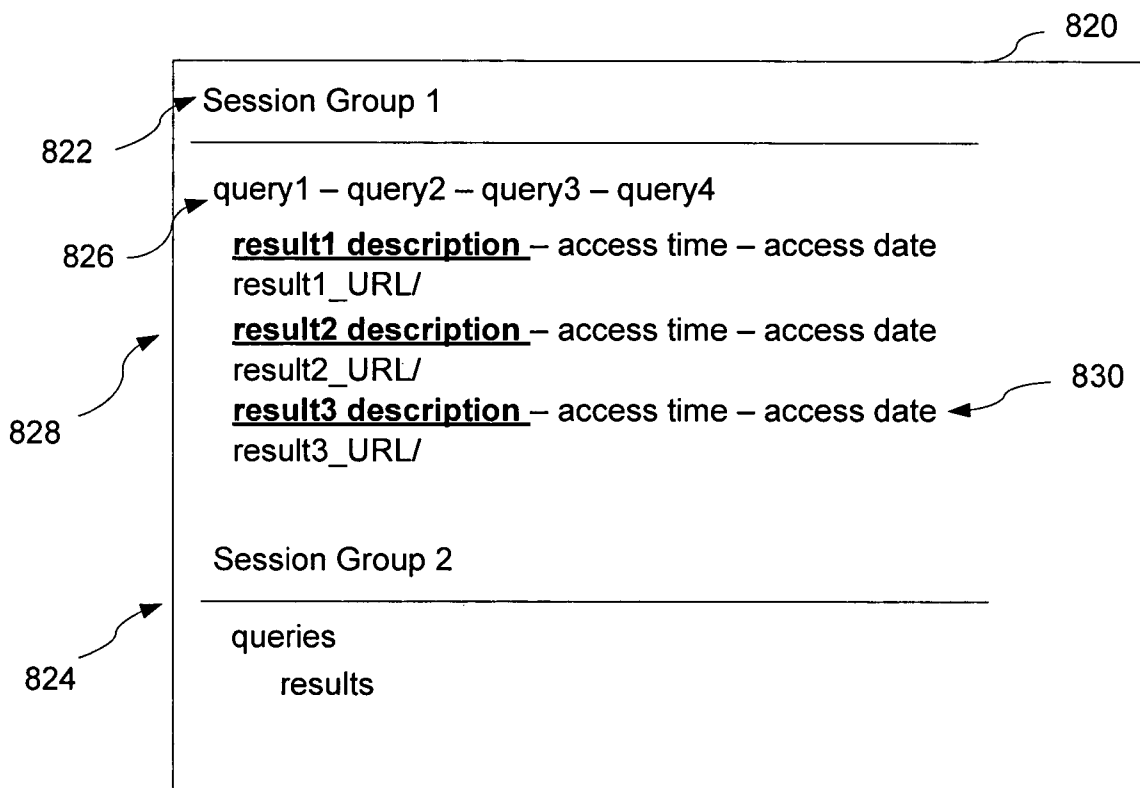 820
Session Group 1
822
query1 – query2 – query3 – query4
826
result1 description – access time – access date
result1_URL/
result2 description – access time – access date
result2_URL/
830
result3 description – access time – access date
828
result3_URL/
Session Group 2
queries
824
results